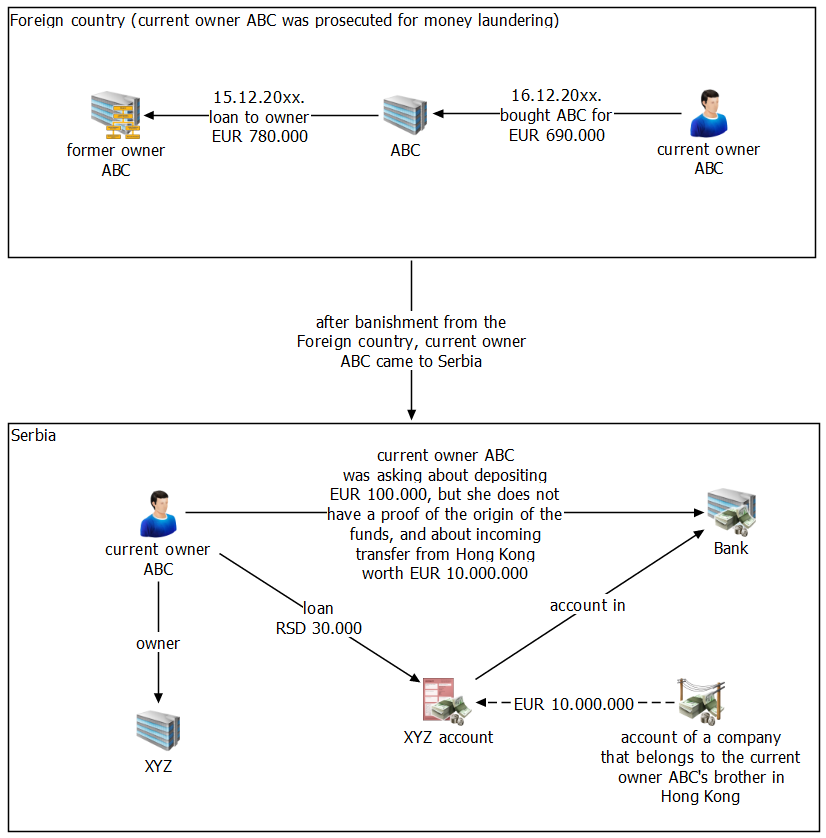 Foreign country (current owner ABC was prosecuted for money laundering)
15.12.20xx.
loan to owner
EUR 780.000
16.12.20xx.
bought ABC for
EUR 690.000
former owner
ABC
ABC
current owner
ABC
after banishment from the
Foreign country, current owner
ABC came to Serbia
Serbia
current owner ABC
was asking about depositing
EUR 100.000, but she does not
have a proof of the origin of the
funds, and about incoming
transfer from Hong Kong
worth EUR 10.000.000
current owner
ABC
Bank
loan
RSD 30.000
account in
owner
EUR 10.000.000
XYZ
XYZ account
account of a company
that belongs to the current
owner ABC's brother in
Hong Kong